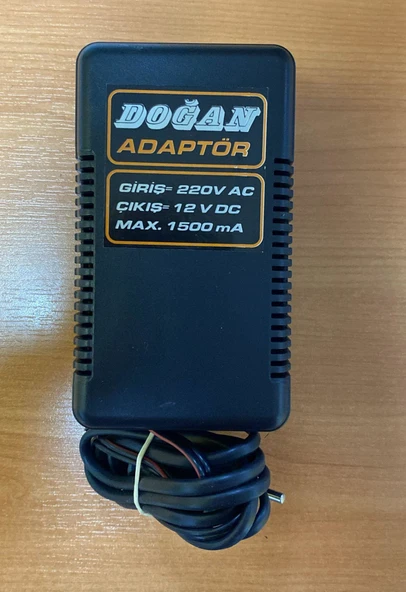 DOĞAN
ADAPTÖR
GİRİŞ= 220V AC
ÇIKIŞ= 12 V DC
MAX. 1500 mA